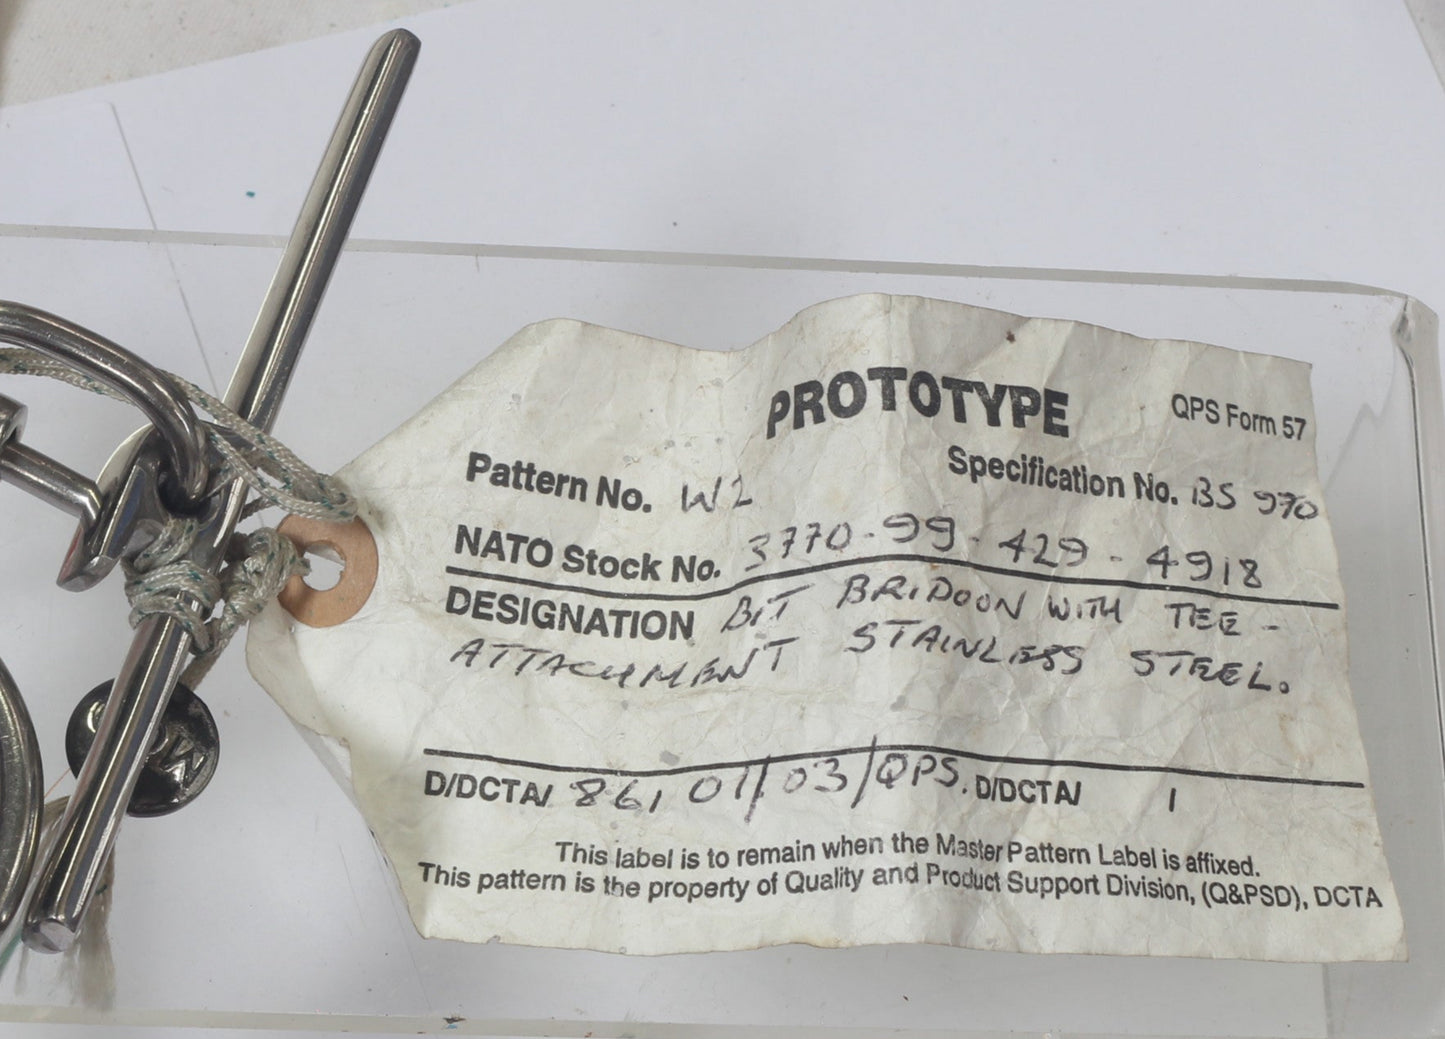 PROTOTYPE
QPS Form 57
Pattern No. W2
Specification No. BS 970
NATO Stock No. 3770-99-429-4918
DESIGNATION BIT BRIDOON WITH TEE-
ATTACHMENT STAINLESS STEEL.
D/DCTA/ 86/01/03/QPS. D/DCTA/ 1
This label is to remain when the Master Pattern Label is affixed.
This pattern is the property of Quality and Product Support Division, (Q&PSD), DCTA